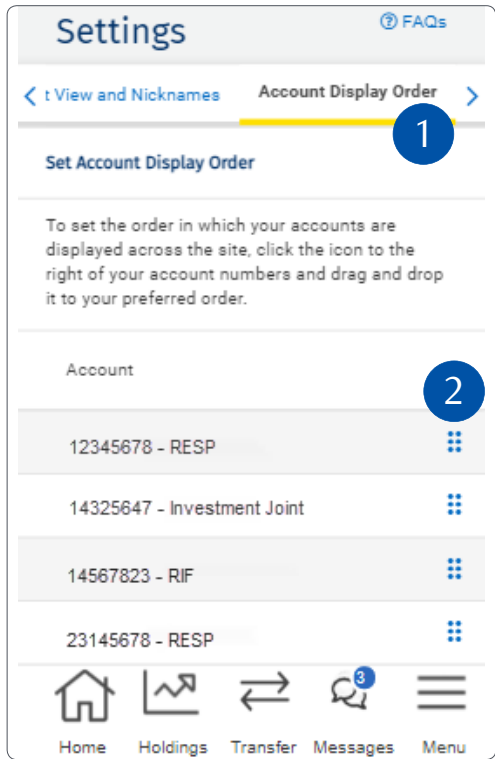 Settings
FAQs
t View and Nicknames
Account Display Order
1
Set Account Display Order
To set the order in which your accounts are
displayed across the site, click the icon to the
right of your account numbers and drag and drop
it to your preferred order.
Account
2
12345678 - RESP
14325647 - Investment Joint
14567823 - RIF
23145678 - RESP
3
Home Holdings Transfer Messages Menu